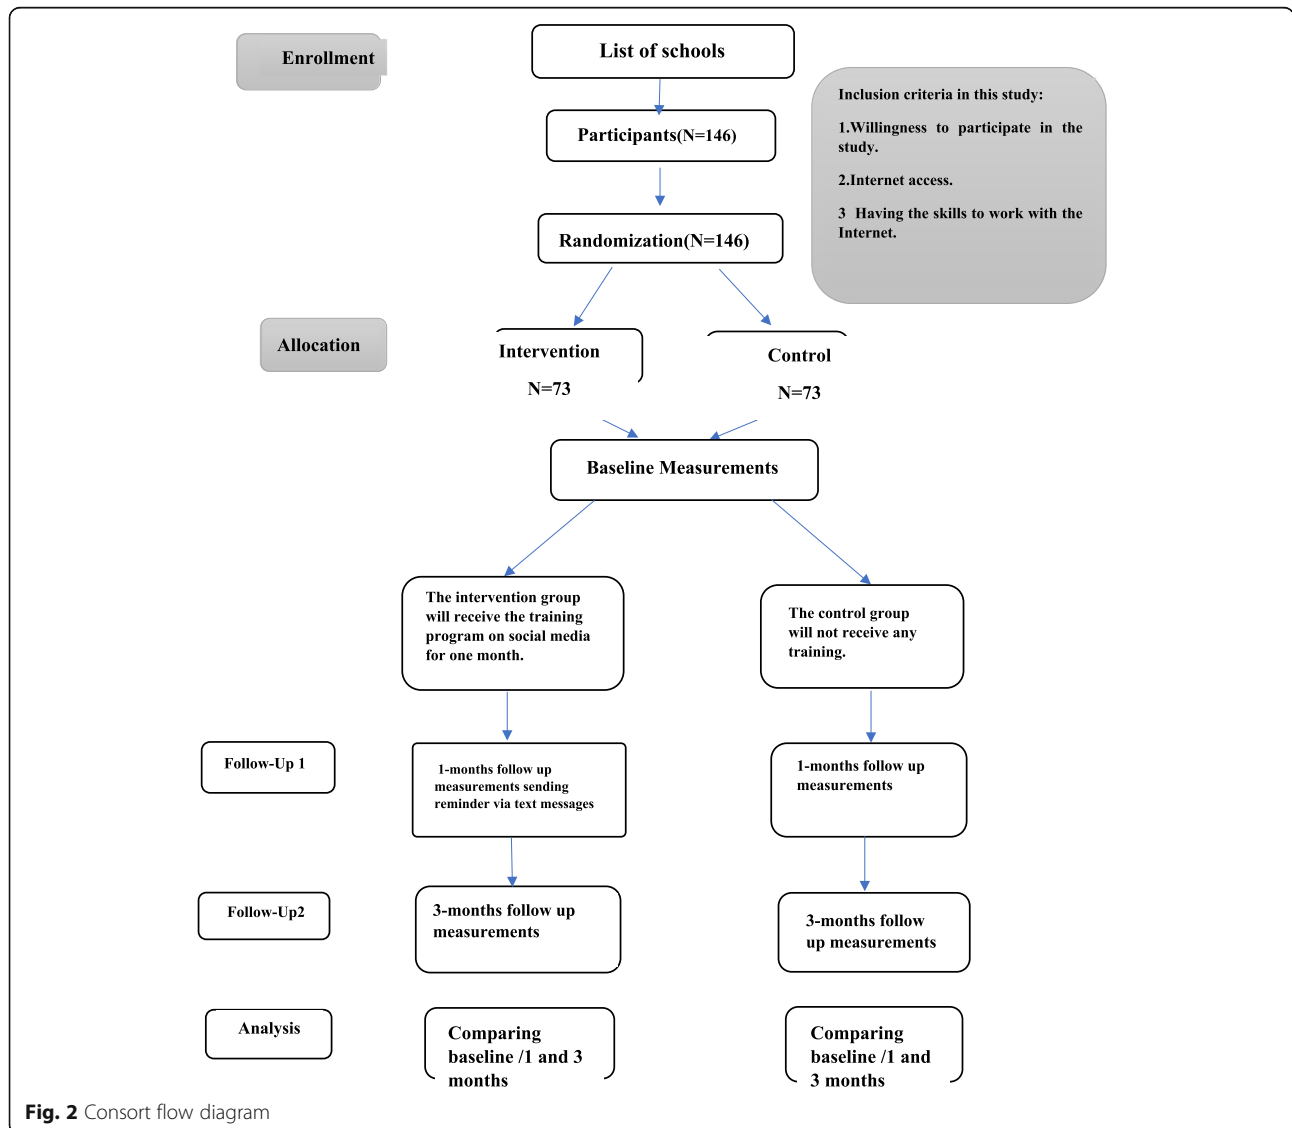 Enrollment
List of schools
Participants(N=146)
Inclusion criteria in this study:
1.Willingness to participate in the
study.
2.Internet access.
3 Having the skills to work with the
Internet.
Randomization(N=146)
Allocation
Intervention
N=73
Control
N=73
Baseline Measurements
The intervention group
will receive the training
program on social media
for one month.
The control group
will not receive any
training.
Follow-Up 1
1-months follow up
measurements sending
reminder via text messages
1-months follow up
measurements
Follow-Up2
3-months follow up
measurements
3-months follow
up measurements
Analysis
Comparing
baseline /1 and 3
months
Comparing
baseline /1 and
3 months
Fig. 2 Consort flow diagram